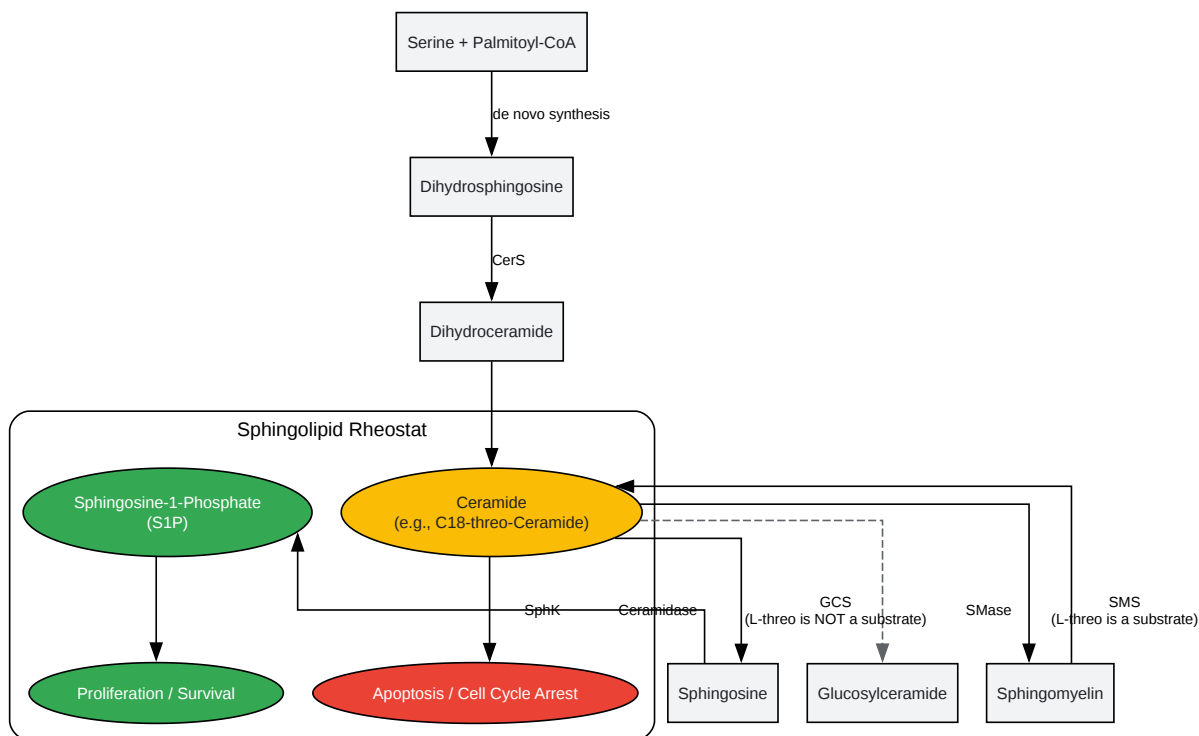 Serine + Palmitoyl-CoA
de novo synthesis
Dihydrosphingosine
CerS
Dihydroceramide
Sphingolipid Rheostat
Sphingosine-1-Phosphate
(S1P)
Ceramide
(e.g., C18-threo-Ceramide)
SphK
Ceramidase
GCS
(L-threo is NOT a substrate)
SMase
SMS
(L-threo is a substrate)
Proliferation / Survival
Apoptosis / Cell Cycle Arrest
Sphingosine
Glucosylceramide
Sphingomyelin